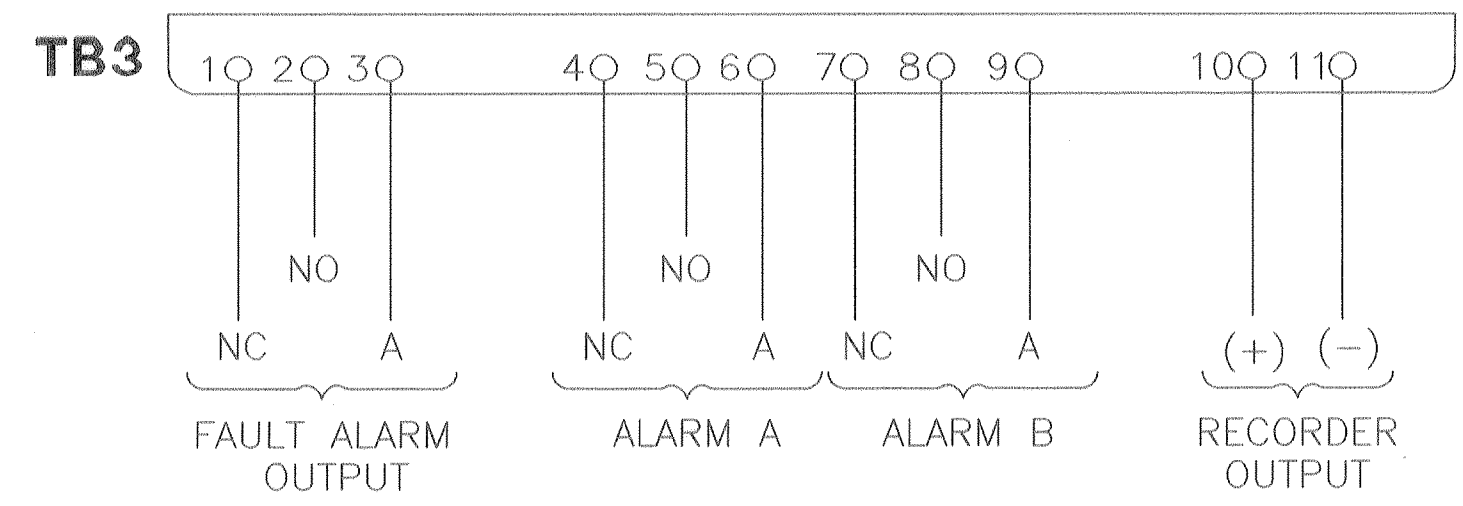 TB3
1 2 3 4 5 6 7 8 9 10 11
NO NO NO
NC A NC A NC A (+) (-)
FAULT ALARM OUTPUT
ALARM A
ALARM B
RECORDER OUTPUT